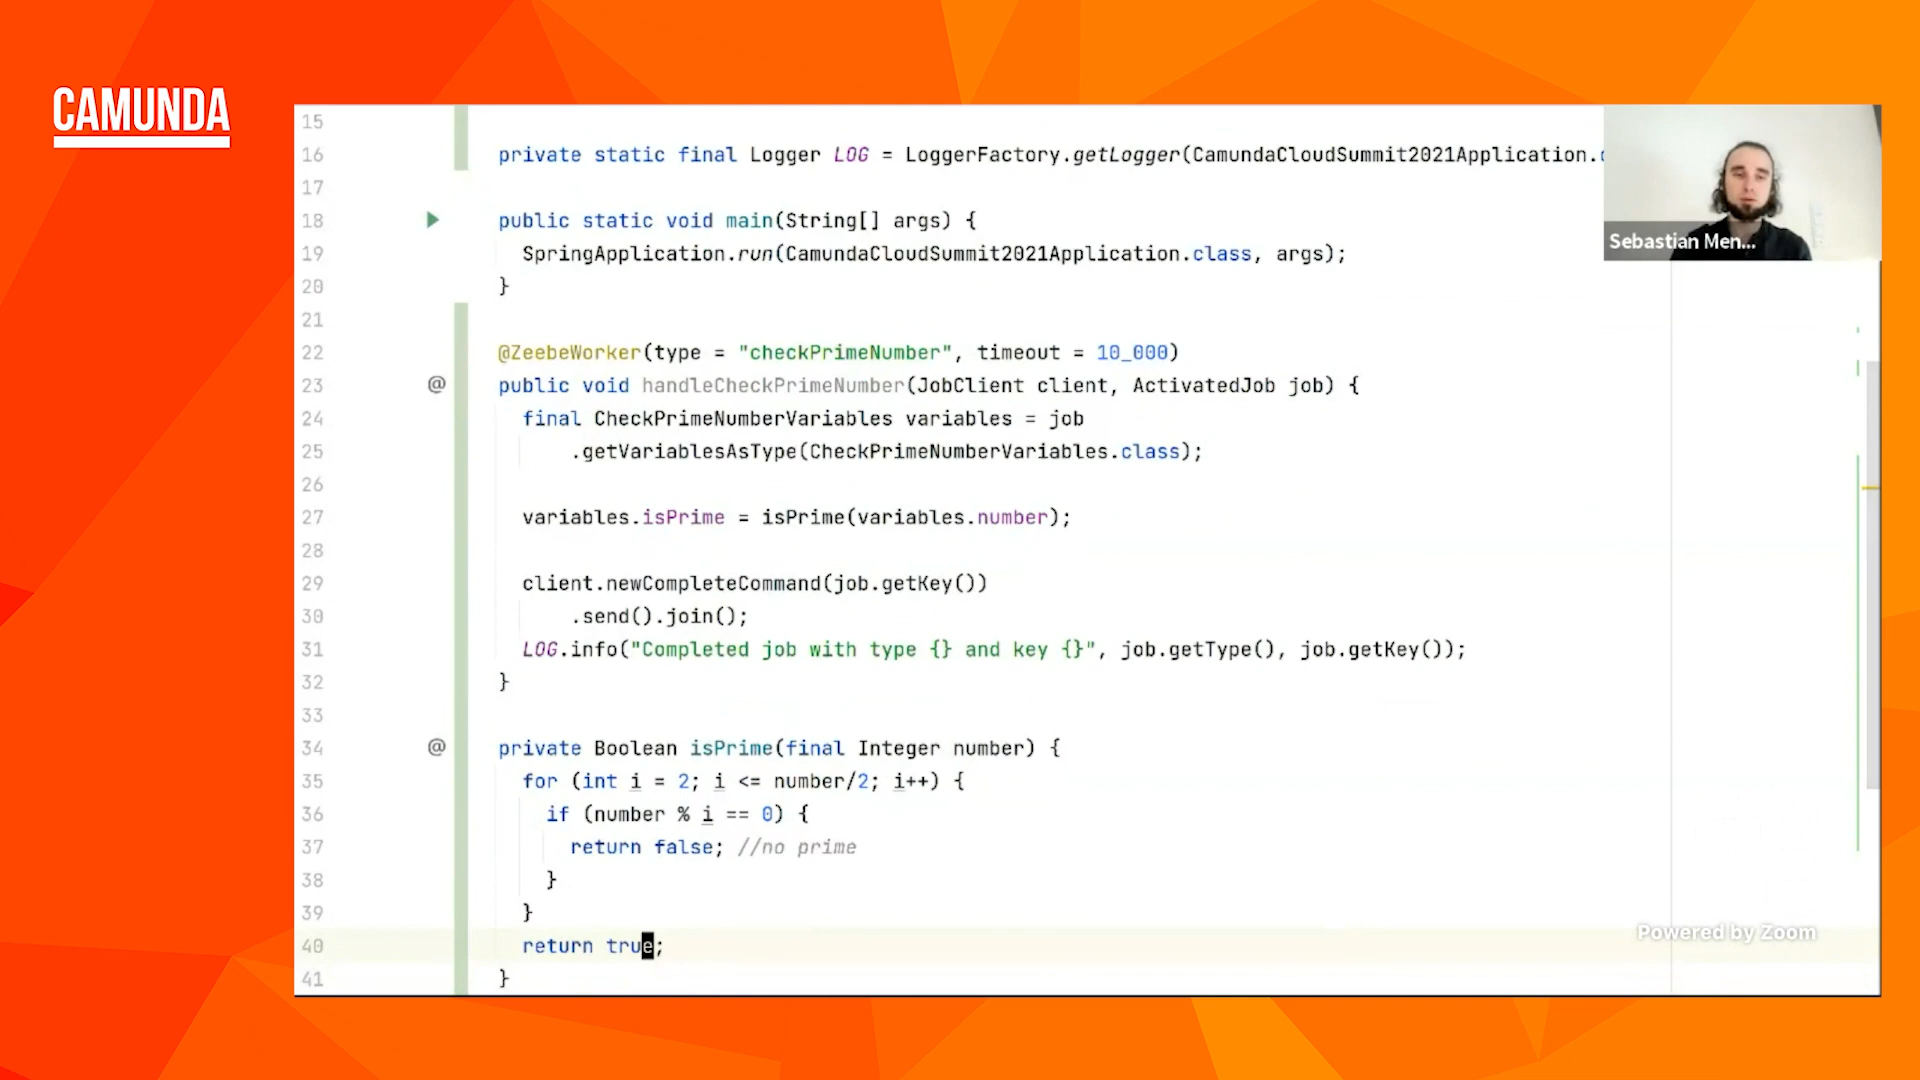 CAMUNDA
15
16 private static final Logger LOG = LoggerFactory.getLogger(CamundaCloudSummit2021Application.
17
18 public static void main(String[] args) {
19 SpringApplication.run(CamundaCloudSummit2021Application.class, args);
20 }
21
22 @ZeebeWorker(type = "checkPrimeNumber", timeout = 10_000)
23 @ public void handleCheckPrimeNumber(JobClient client, ActivatedJob job) {
24 final CheckPrimeNumberVariables variables = job
25 .getVariablesAsType(CheckPrimeNumberVariables.class);
26
27 variables.isPrime = isPrime(variables.number);
28
29 client.newCompleteCommand(job.getKey())
30 .send().join();
31 LOG.info("Completed job with type {} and key {}", job.getType(), job.getKey());
32 }
33
34 @ private Boolean isPrime(final Integer number) {
35 for (int i = 2; i <= number/2; i++) {
36 if (number % i == 0) {
37 return false; //no prime
38 }
39 }
40 return true;
41 }
Sebastian Men...
Powered by Zoom